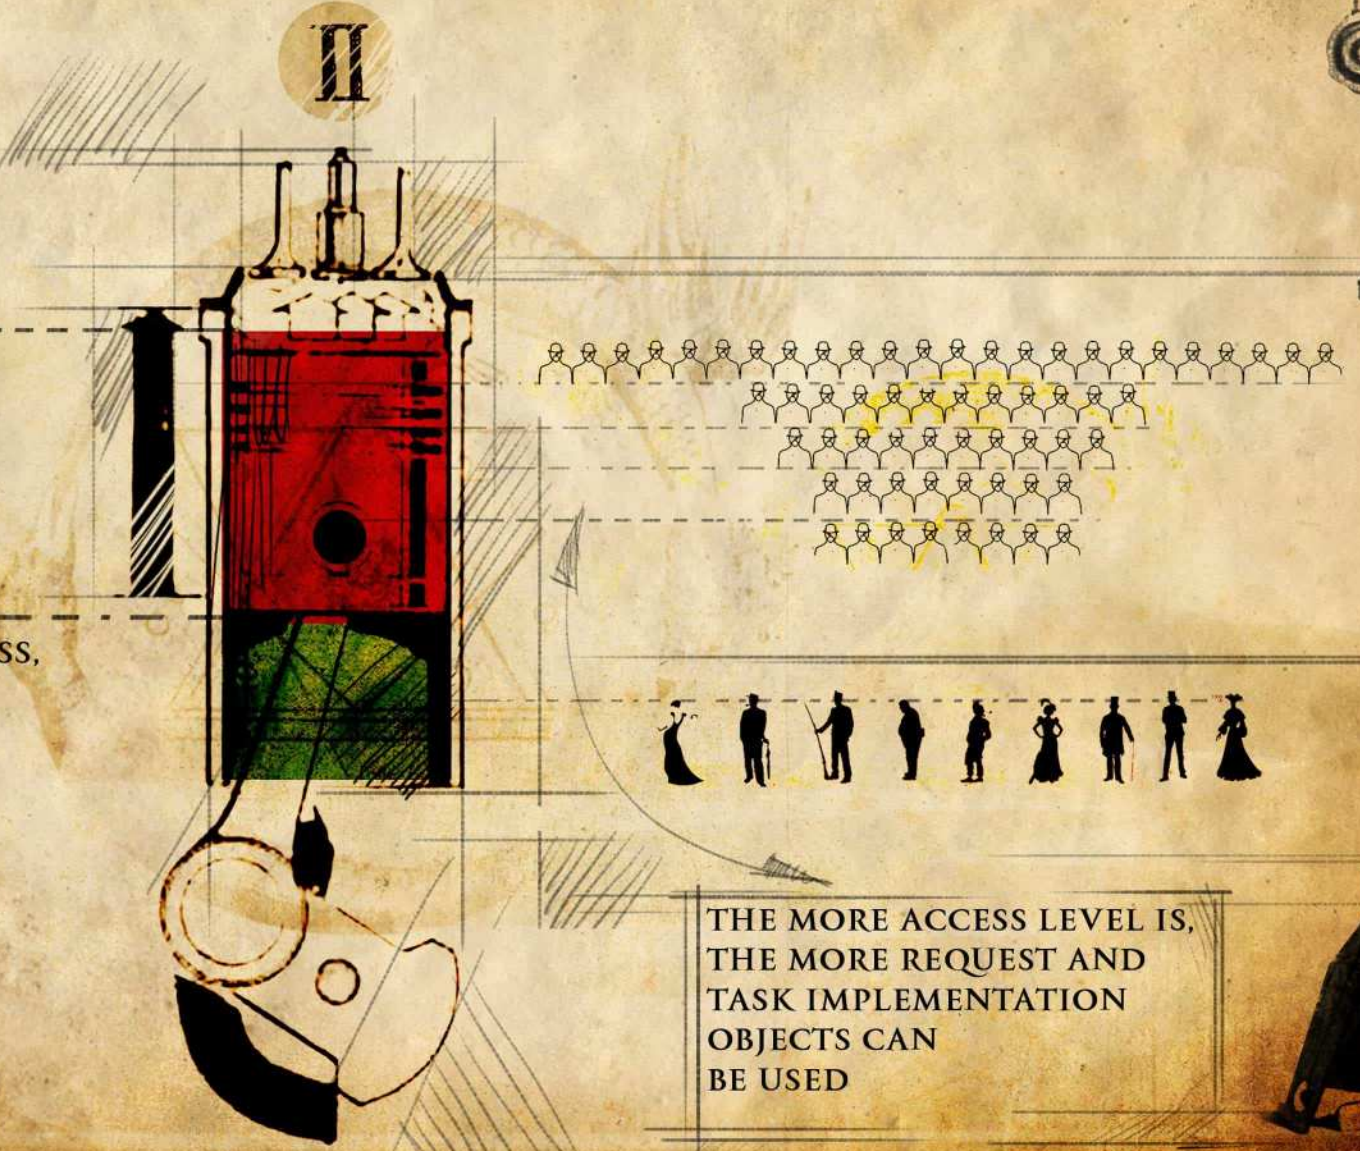 II
SS,
THE MORE ACCESS LEVEL IS,
THE MORE REQUEST AND
TASK IMPLEMENTATION
OBJECTS CAN
BE USED